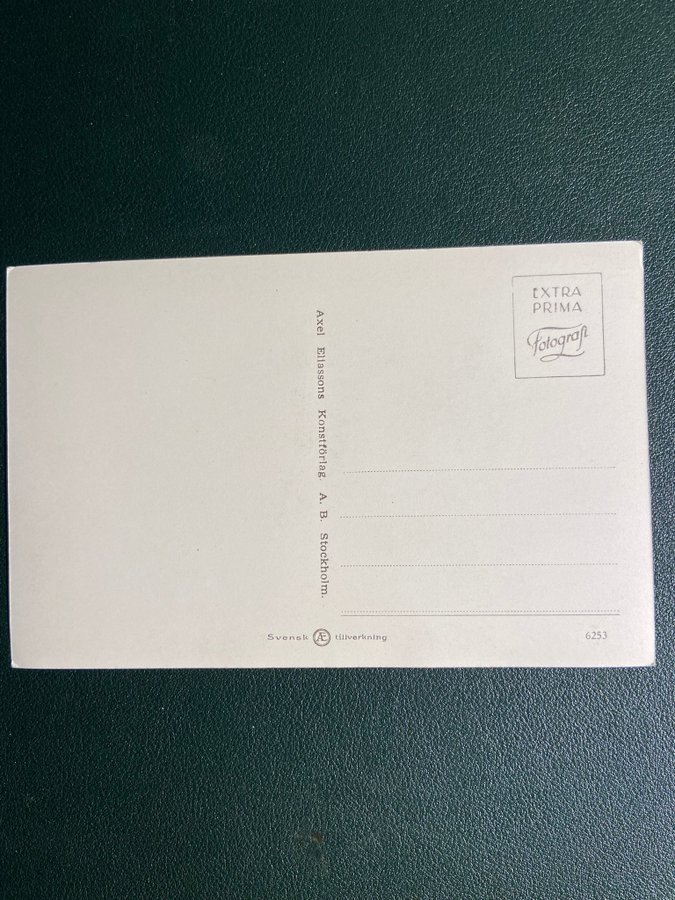 EXTRA
PRIMA
Fotografi
Axel Eliassons Konstförlag A. B. Stockholm.
Svensk Æ tillverkning
6253